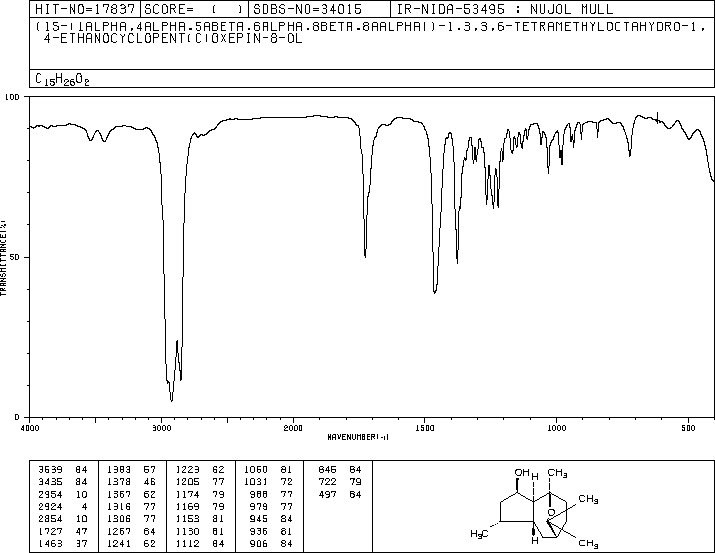 HIT-NO=17837 SCORE= ( ) SDBS-NO=34015 IR-NIDA-53495 : NUJOL MULL
(1S-(1ALPHA,4ALPHA,5ABETA,6ALPHA,8BETA,8AALPHA))-1,3,3,6-TETRAMETHYLOCTAHYDRO-1,
4-ETHANOCYCLOPENT(C)OXEPIN-8-OL
C15H26O2
100
50
0
TRANSMITTANCE(%)
4000 3000 2000 1500 1000 500
WAVENUMBER(-1)
3539 84 1383 57 1223 62 1060 81 846 84
3435 84 1378 46 1205 77 1031 72 722 79
2954 10 1367 62 1174 79 988 77 497 84
2924 4 1316 77 1169 79 979 77
2854 10 1306 77 1153 81 945 84
1727 47 1267 64 1130 81 936 81
1463 37 1241 62 1112 84 906 84
OH H CH3
O CH3
H3C H CH3